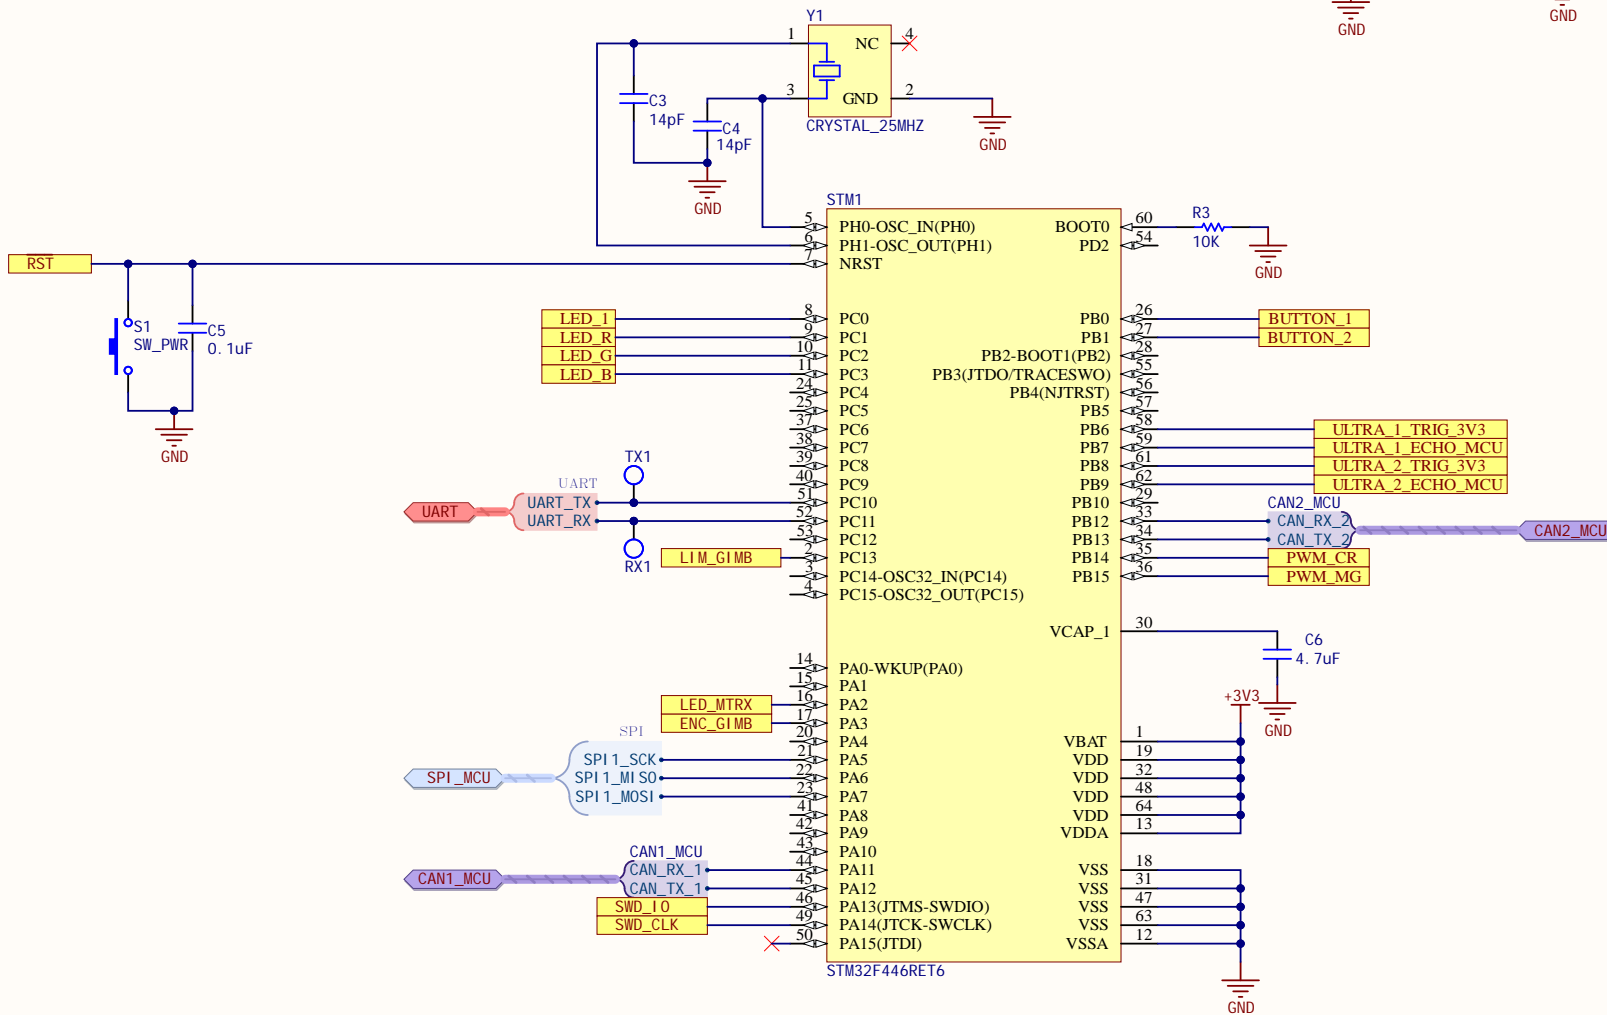 GND
GND
Y1
1
NC
4
3
GND
2
CRYSTAL_25MHZ
GND
C3
14pF
C4
14pF
GND
STM1
5
PH0-OSC_IN(PH0)
6
PH1-OSC_OUT(PH1)
7
NRST
BOOT0
60
PD2
54
R3
10K
GND
RST
S1
SW_PWR
C5
0.1uF
GND
LED_1
8
PC0
LED_R
9
PC1
LED_G
10
PC2
LED_B
11
PC3
24
PC4
25
PC5
37
PC6
38
PC7
39
PC8
40
PC9
TX1
UART
UART
UART_TX
51
PC10
UART_RX
52
PC11
53
PC12
RX1
LIM_GIMB
2
PC13
3
PC14-OSC32_IN(PC14)
4
PC15-OSC32_OUT(PC15)
PB0
26
BUTTON_1
PB1
27
BUTTON_2
PB2-BOOT1(PB2)
28
PB3(JTDO/TRACESWO)
55
PB4(NJTRST)
56
PB5
57
PB6
58
ULTRA_1_TRIG_3V3
PB7
59
ULTRA_1_ECHO_MCU
PB8
61
ULTRA_2_TRIG_3V3
PB9
62
ULTRA_2_ECHO_MCU
PB10
29
CAN2_MCU
PB12
33
CAN_RX_2
PB13
34
CAN_TX_2
CAN2_MCU
PB14
35
PWM_CR
PB15
36
PWM_MG
VCAP_1
30
C6
4.7uF
GND
14
PA0-WKUP(PA0)
15
PA1
LED_MTRX
16
PA2
ENC_GIMB
17
PA3
20
PA4
SPI
SPI_MCU
SPI1_SCK
21
PA5
SPI1_MISO
22
PA6
SPI1_MOSI
23
PA7
41
PA8
42
PA9
43
PA10
CAN1_MCU
CAN1_MCU
CAN_RX_1
44
PA11
CAN_TX_1
45
PA12
SWD_IO
46
PA13(JTMS-SWDIO)
SWD_CLK
49
PA14(JTCK-SWCLK)
50
PA15(JTDI)
+3V3
VBAT
1
VDD
19
VDD
32
VDD
48
VDD
64
VDDA
13
VSS
18
VSS
31
VSS
47
VSS
63
VSSA
12
GND
STM32F446RET6